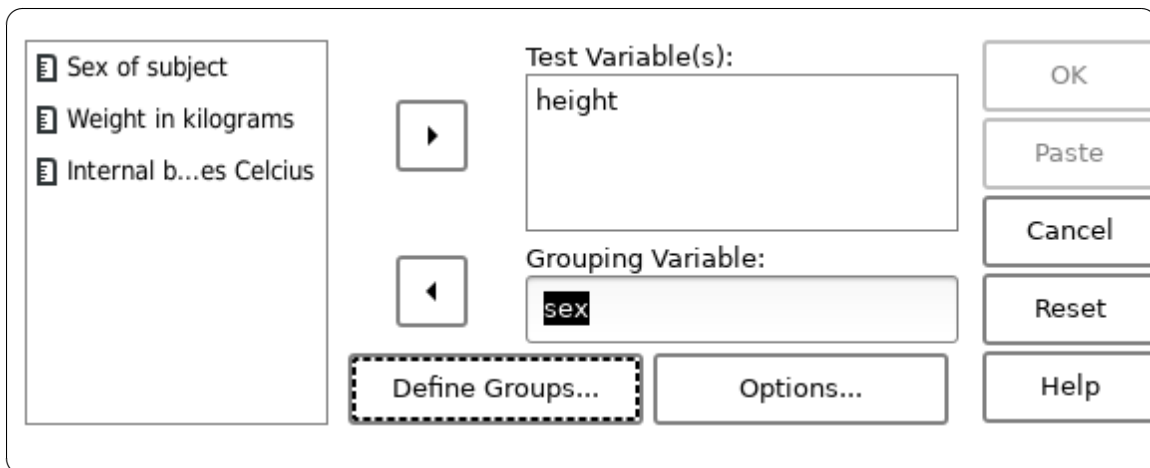 Sex of subject
Weight in kilograms
Internal b...es Celcius
Test Variable(s):
height
Grouping Variable:
sex
Define Groups...
Options...
OK
Paste
Cancel
Reset
Help